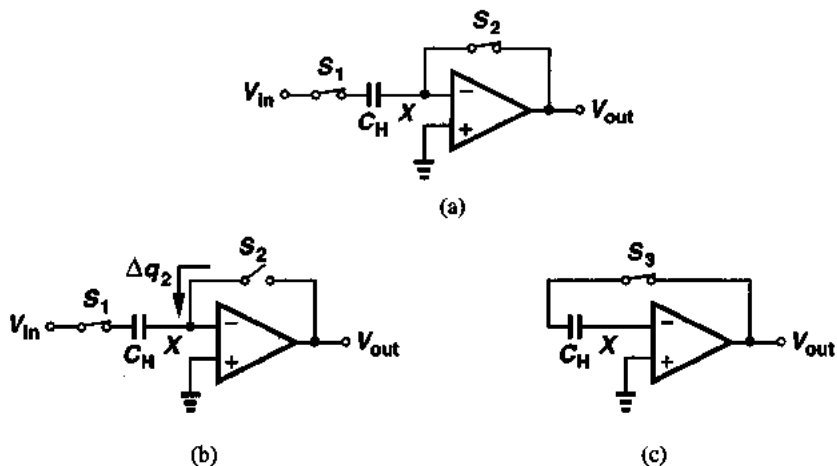 S2
S1
Vin
CH
X
−
+
Vout
(a)
Δq2
S2
S1
Vin
CH
X
−
+
Vout
(b)
S3
CH
X
−
+
Vout
(c)